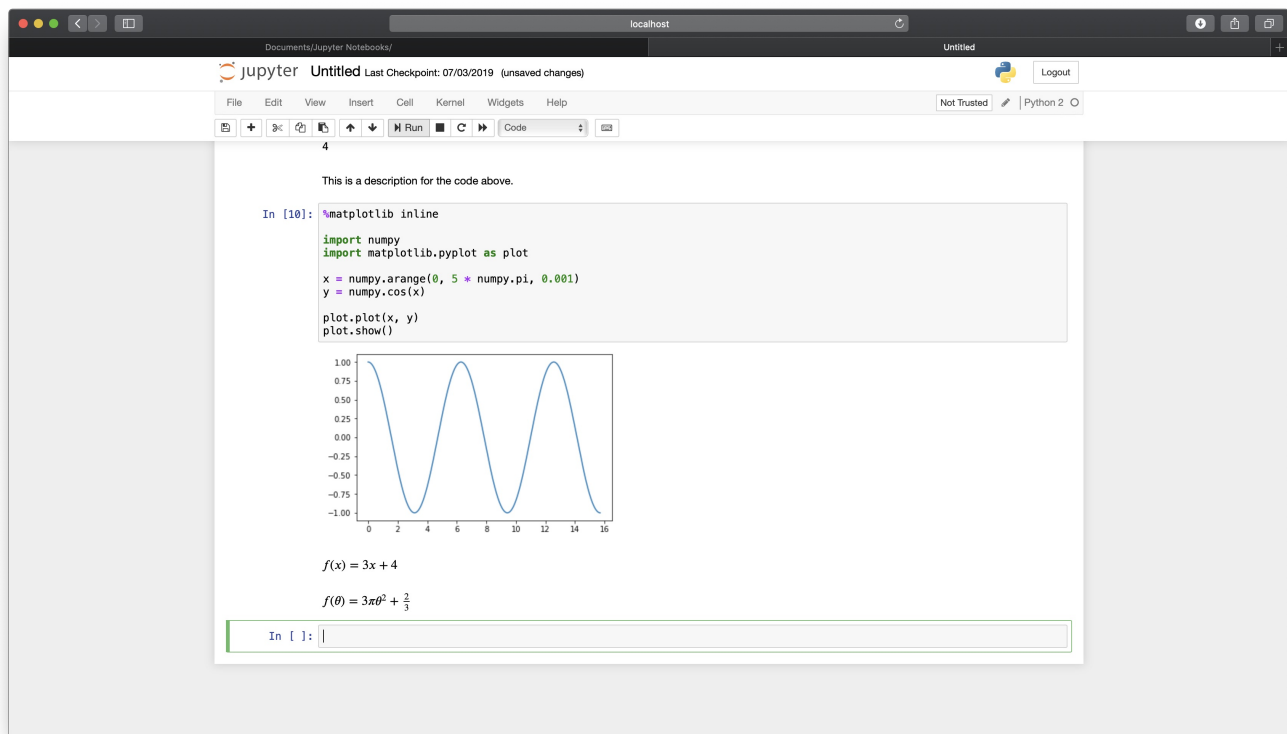 localhost
Documents/Jupyter Notebooks/
Untitled
jupyter Untitled Last Checkpoint: 07/03/2019 (unsaved changes)
Logout
File Edit View Insert Cell Kernel Widgets Help
Not Trusted
Python 2
Run
Code
4
This is a description for the code above.
In [10]: %matplotlib inline
import numpy
import matplotlib.pyplot as plot
x = numpy.arange(0, 5 * numpy.pi, 0.001)
y = numpy.cos(x)
plot.plot(x, y)
plot.show()
1.00
0.75
0.50
0.25
0.00
−0.25
−0.50
−0.75
−1.00
0 2 4 6 8 10 12 14 16
f(x) = 3x + 4
f(θ) = 3πθ² + 2/3
In [ ]: